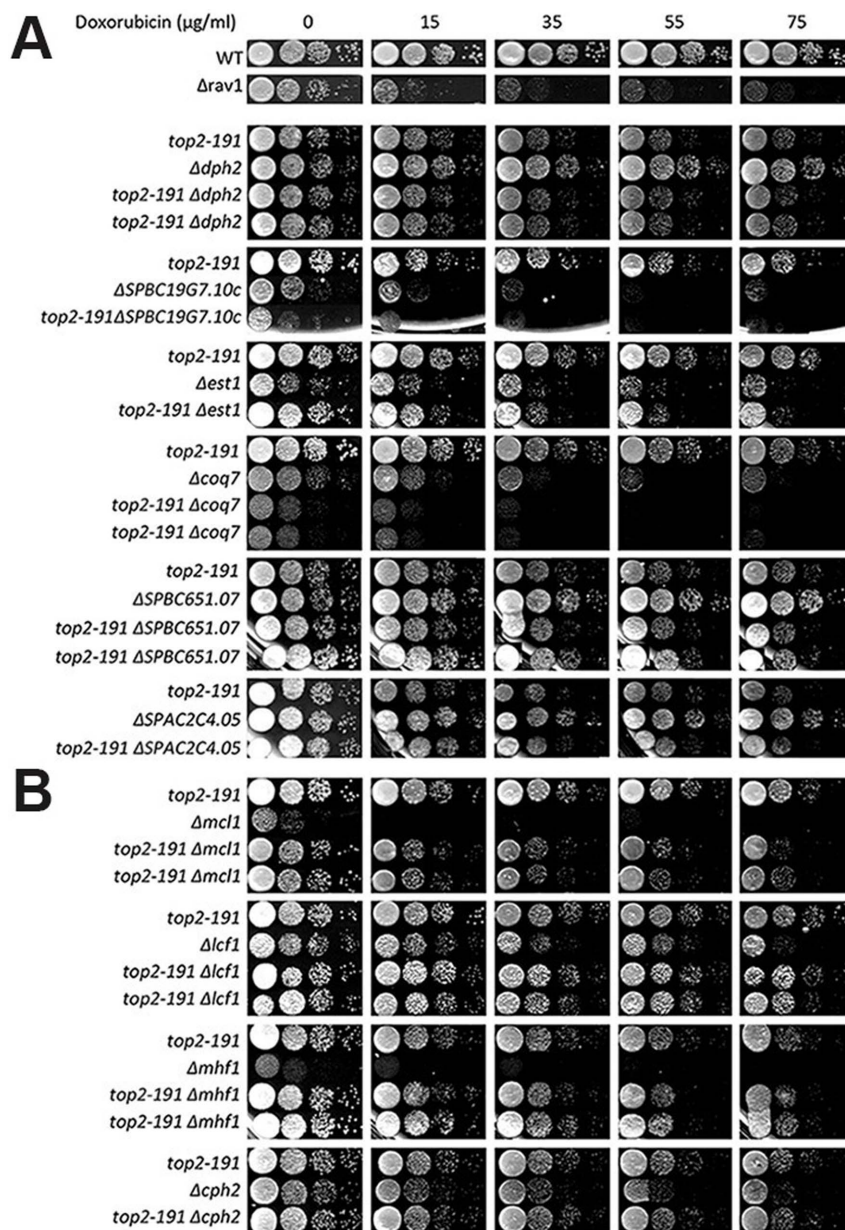 A
Doxorubicin (µg/ml) 0 15 35 55 75
WT
Δrav1
top2-191
Δdph2
top2-191 Δdph2
top2-191 Δdph2
top2-191
ΔSPBC19G7.10c
top2-191ΔSPBC19G7.10c
top2-191
Δest1
top2-191 Δest1
top2-191
Δcoq7
top2-191 Δcoq7
top2-191 Δcoq7
top2-191
ΔSPBC651.07
top2-191 ΔSPBC651.07
top2-191 ΔSPBC651.07
top2-191
ΔSPAC2C4.05
top2-191 ΔSPAC2C4.05
B
top2-191
Δmcl1
top2-191 Δmcl1
top2-191 Δmcl1
top2-191
Δlcf1
top2-191 Δlcf1
top2-191 Δlcf1
top2-191
Δmhf1
top2-191 Δmhf1
top2-191 Δmhf1
top2-191
Δcph2
top2-191 Δcph2